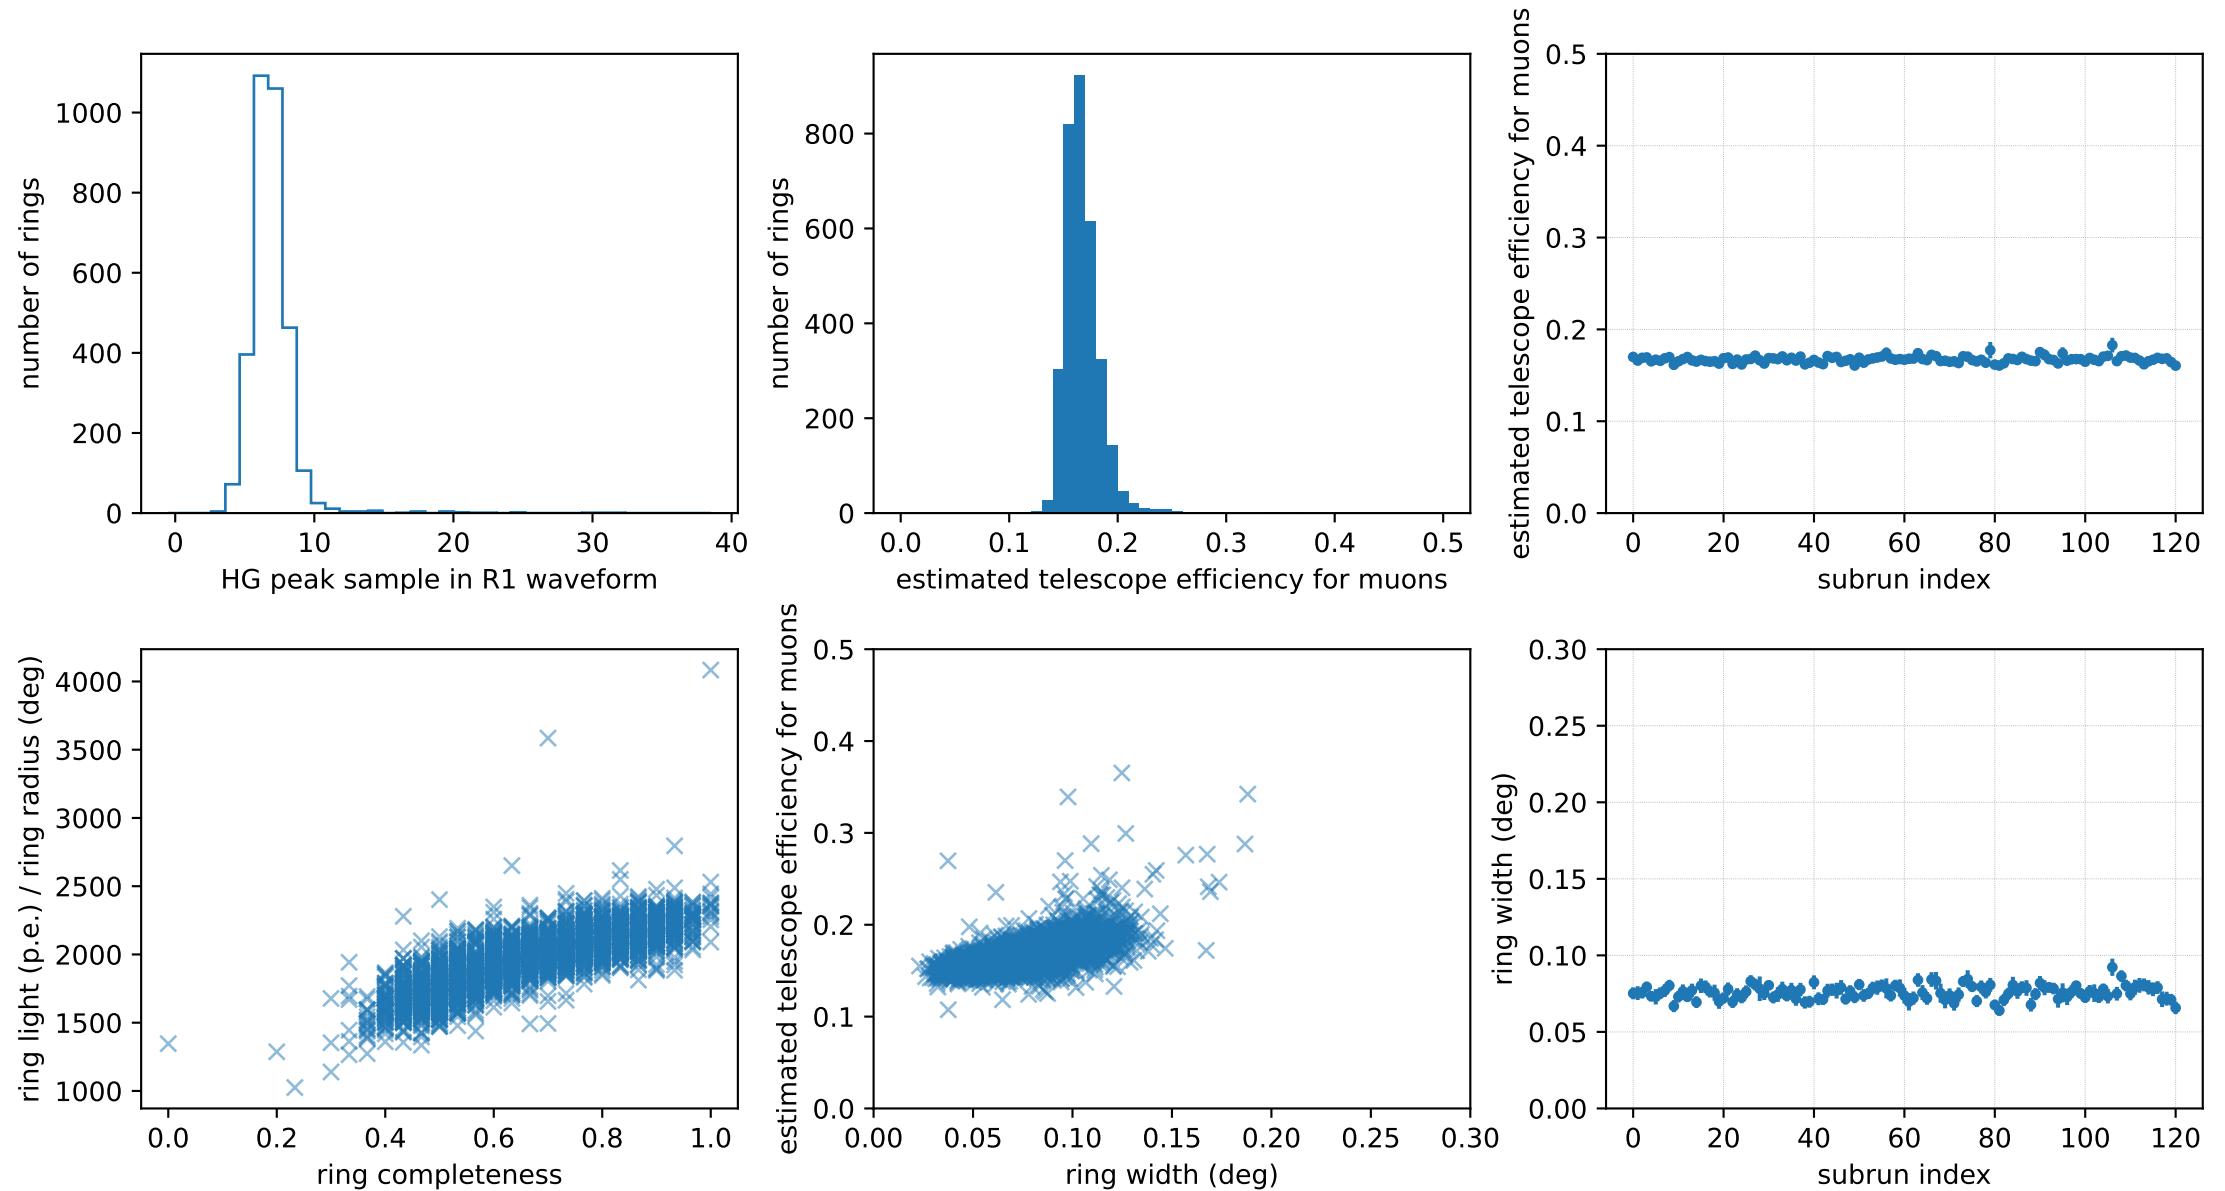 1000
800
600
400
200
0
number of rings
0 10 20 30 40
HG peak sample in R1 waveform
800
600
400
200
0
number of rings
0.0 0.1 0.2 0.3 0.4 0.5
estimated telescope efficiency for muons
0.5
0.4
0.3
0.2
0.1
0.0
estimated telescope efficiency for muons
0 20 40 60 80 100 120
subrun index
4000
3500
3000
2500
2000
1500
1000
ring light (p.e.) / ring radius (deg)
0.0 0.2 0.4 0.6 0.8 1.0
ring completeness
0.5
0.4
0.3
0.2
0.1
0.0
estimated telescope efficiency for muons
0.00 0.05 0.10 0.15 0.20 0.25 0.30
ring width (deg)
0.30
0.25
0.20
0.15
0.10
0.05
0.00
ring width (deg)
0 20 40 60 80 100 120
subrun index